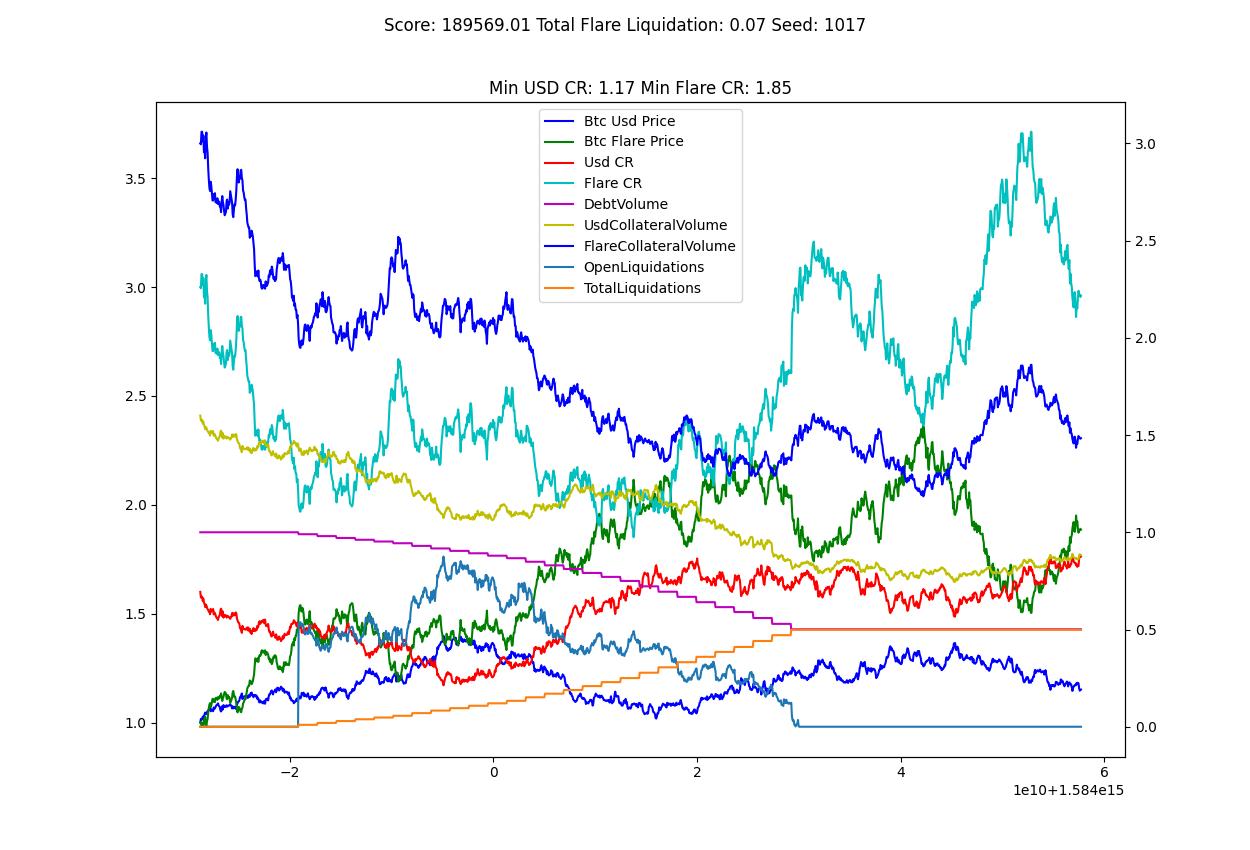 Score: 189569.01 Total Flare Liquidation: 0.07 Seed: 1017
Min USD CR: 1.17 Min Flare CR: 1.85
Btc Usd Price
Btc Flare Price
Usd CR
Flare CR
DebtVolume
UsdCollateralVolume
FlareCollateralVolume
OpenLiquidations
TotalLiquidations
3.5
3.0
2.5
2.0
1.5
1.0
3.0
2.5
2.0
1.5
1.0
0.5
0.0
−2 0 2 4 6
1e10+1.584e15